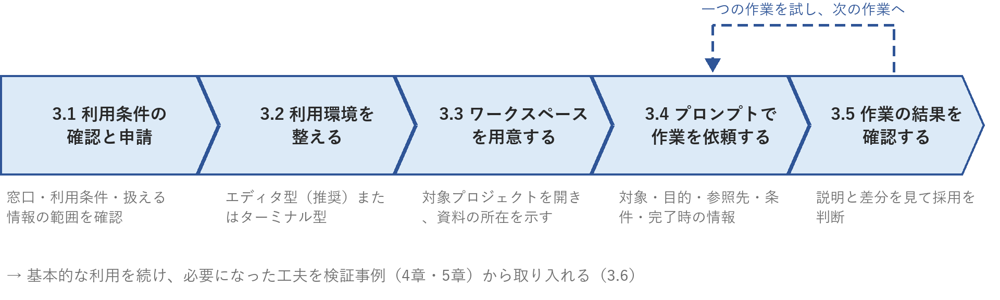 一つの作業を試し、次の作業へ
3.1 利用条件の
確認と申請
3.2 利用環境を
整える
3.3 ワークスペース
を用意する
3.4 プロンプトで
作業を依頼する
3.5 作業の結果を
確認する
窓口・利用条件・扱える
情報の範囲を確認
エディタ型（推奨）また
はターミナル型
対象プロジェクトを開き
、資料の所在を示す
対象・目的・参照先・条
件・完了時の情報
説明と差分を見て採用を
判断
→ 基本的な利用を続け、必要になった工夫を検証事例（4章・5章）から取り入れる（3.6）